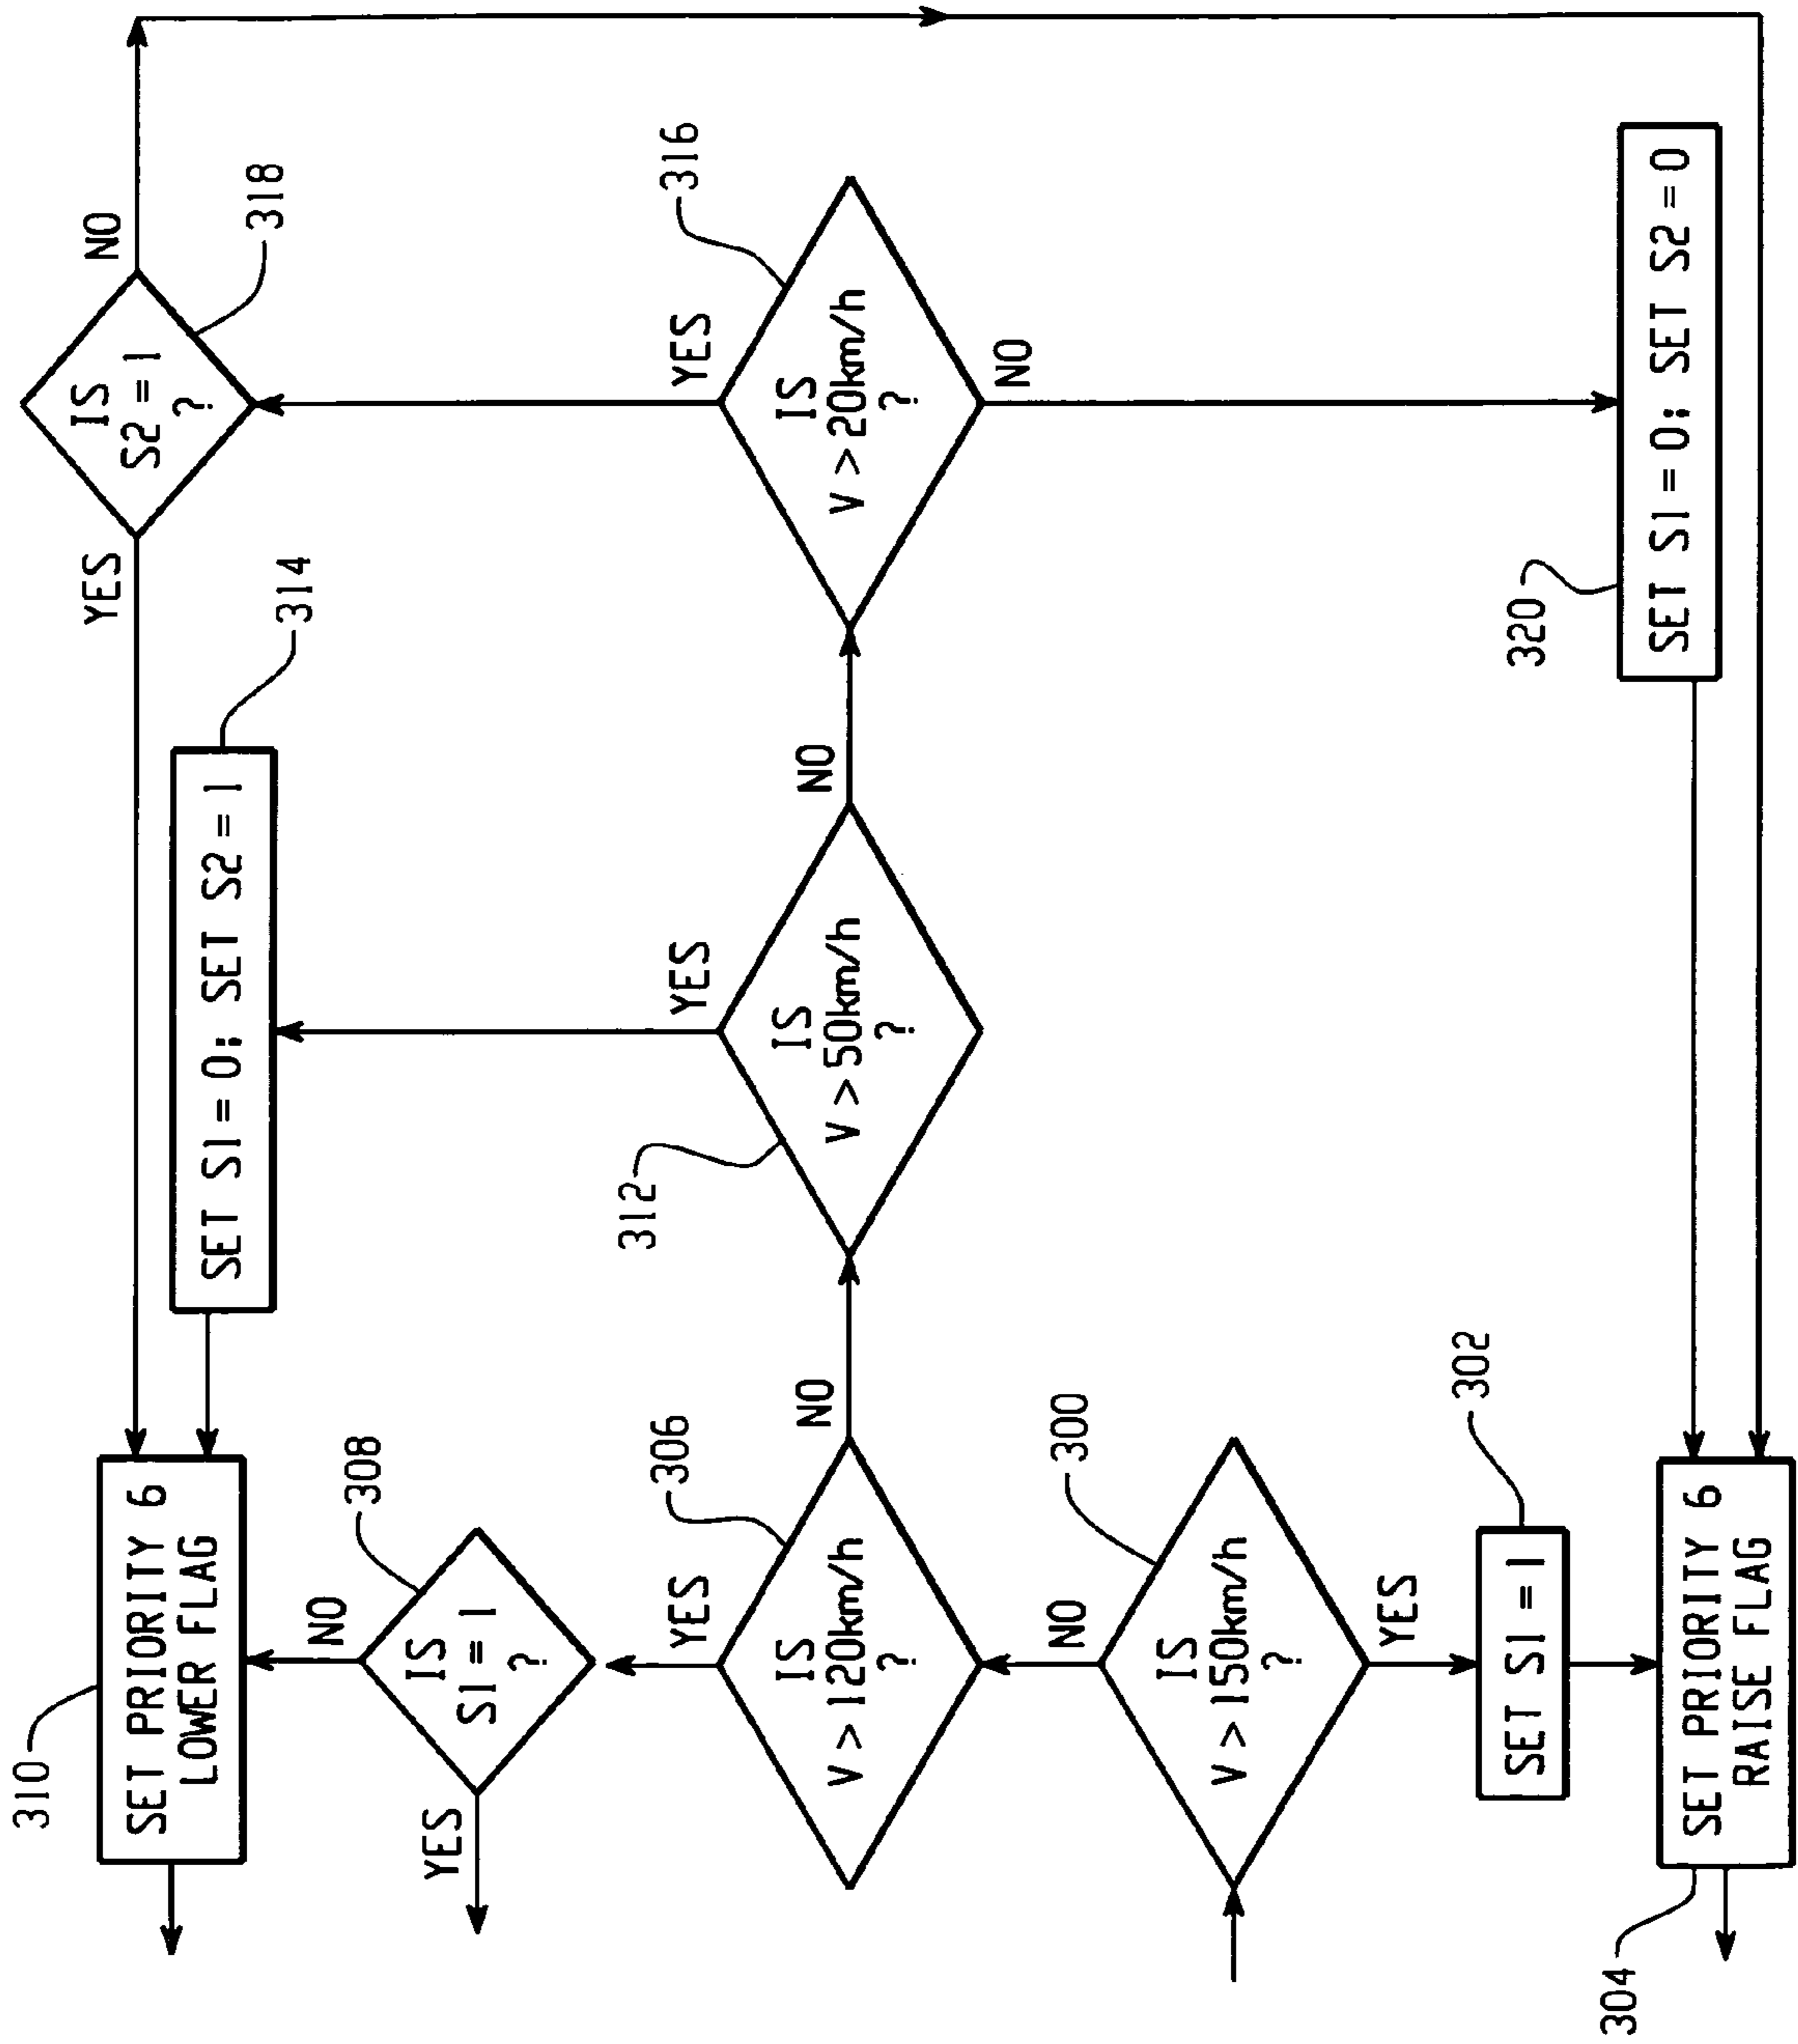 310
SET PRIORITY 6
LOWER FLAG
NO
308
IS
S1 = 1
?
YES
YES
306
IS
V > 120km/h
?
NO
NO
300
IS
V > 150km/h
?
YES
302
SET S1 = 1
304
SET PRIORITY 6
RAISE FLAG
314
SET S1 = 0; SET S2 = 1
YES
312
IS
V > 50km/h
?
NO
YES
NO
318
IS
S2 = 1
?
YES
316
IS
V > 20km/h
?
NO
320
SET S1 = 0; SET S2 = 0